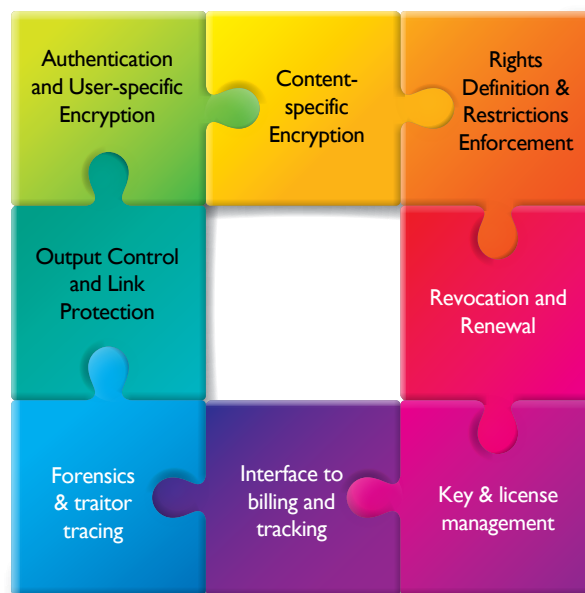 Authentication
and User-specific
Encryption
Content-
specific
Encryption
Rights
Definition &
Restrictions
Enforcement
Output Control
and Link
Protection
Revocation and
Renewal
Forensics
& traitor
tracing
Interface to
billing and
tracking
Key & license
management